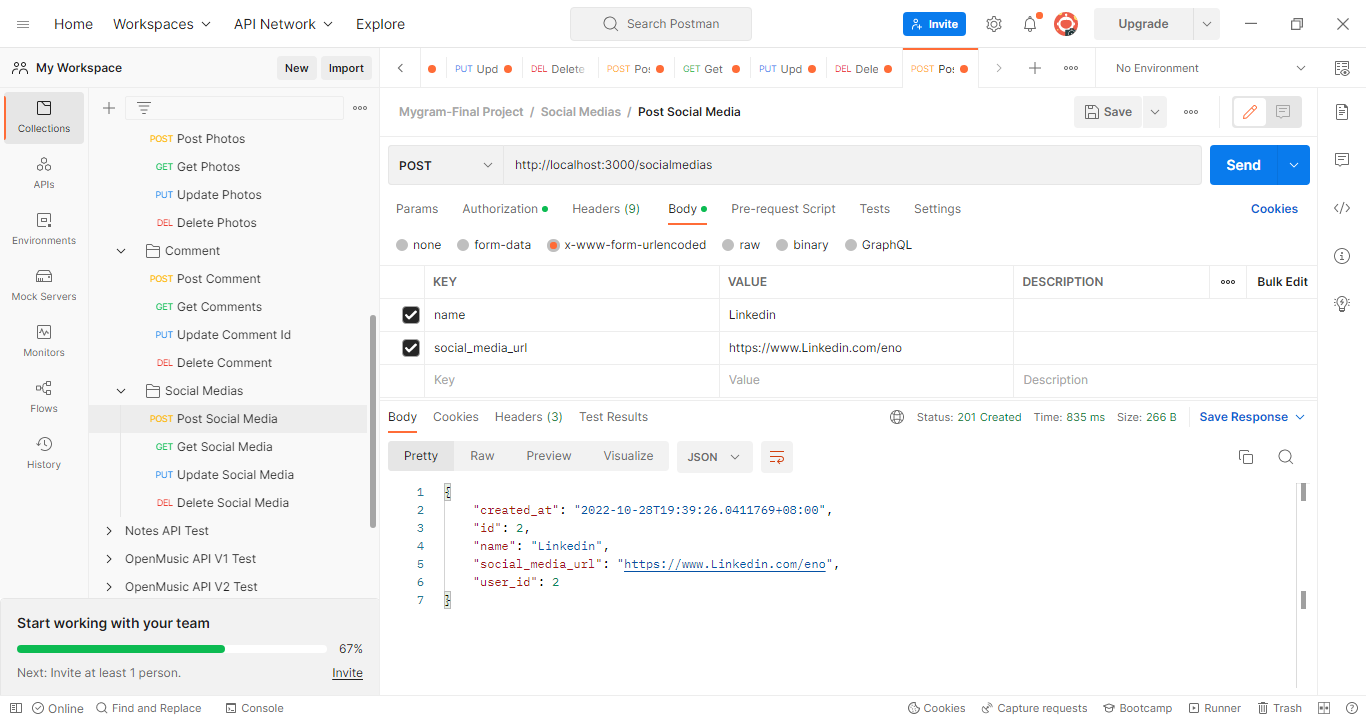 Home Workspaces API Network Explore Search Postman Invite Upgrade
My Workspace New Import PUT Upd DEL Delete POST Pos GET Get PUT Upd DEL Dele POST Pos No Environment
Mygram-Final Project / Social Medias / Post Social Media Save
POST http://localhost:3000/socialmedias Send
Params Authorization Headers (9) Body Pre-request Script Tests Settings Cookies
none form-data x-www-form-urlencoded raw binary GraphQL
KEY VALUE DESCRIPTION Bulk Edit
name Linkedin
social_media_url https://www.Linkedin.com/eno
Key Value Description
Body Cookies Headers (3) Test Results Status: 201 Created Time: 835 ms Size: 266 B Save Response
Pretty Raw Preview Visualize JSON
1 {
2 "created_at": "2022-10-28T19:39:26.0411769+08:00",
3 "id": 2,
4 "name": "Linkedin",
5 "social_media_url": "https://www.Linkedin.com/eno",
6 "user_id": 2
7 }
Collections
APIs
Environments
Mock Servers
Monitors
Flows
History
POST Post Photos
GET Get Photos
PUT Update Photos
DEL Delete Photos
Comment
POST Post Comment
GET Get Comments
PUT Update Comment Id
DEL Delete Comment
Social Medias
POST Post Social Media
GET Get Social Media
PUT Update Social Media
DEL Delete Social Media
Notes API Test
OpenMusic API V1 Test
OpenMusic API V2 Test
Start working with your team
67%
Next: Invite at least 1 person. Invite
Online Find and Replace Console Cookies Capture requests Bootcamp Runner Trash